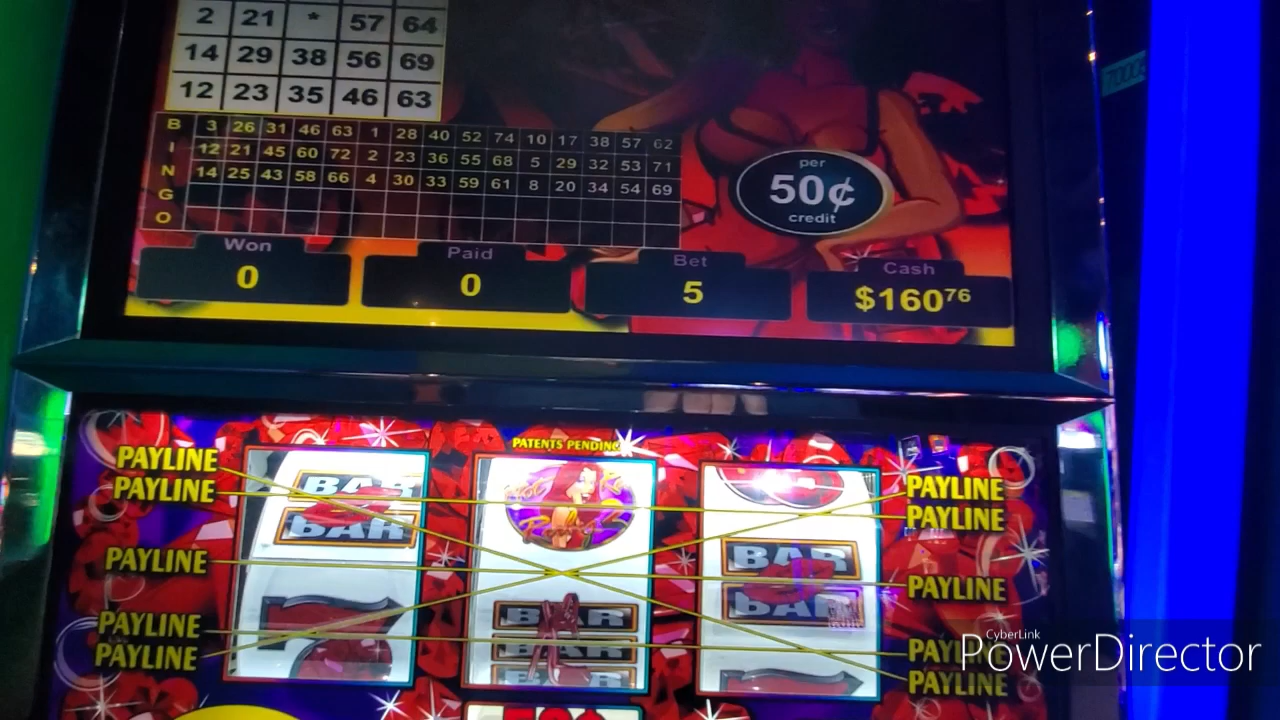 2 21 * 57 64
14 29 38 56 69
12 23 35 46 63
B 3 26 31 46 63 1 28 40 52 74 10 17 38 57 62
I 12 21 45 60 72 2 23 36 55 68 5 29 32 53 71
N 14 25 43 58 66 4 30 33 59 61 8 20 34 54 69
G
O
per
50¢
credit
Won
0
Paid
0
Bet
5
Cash
$16076
PATENTS PENDING
PAYLINE
PAYLINE
PAYLINE
PAYLINE
PAYLINE
BAR
BAR
BAR
BAR
BAR
BAR
BAR
PAYLINE
PAYLINE
PAYLINE
PAYLINE
CyberLink
PowerDirector